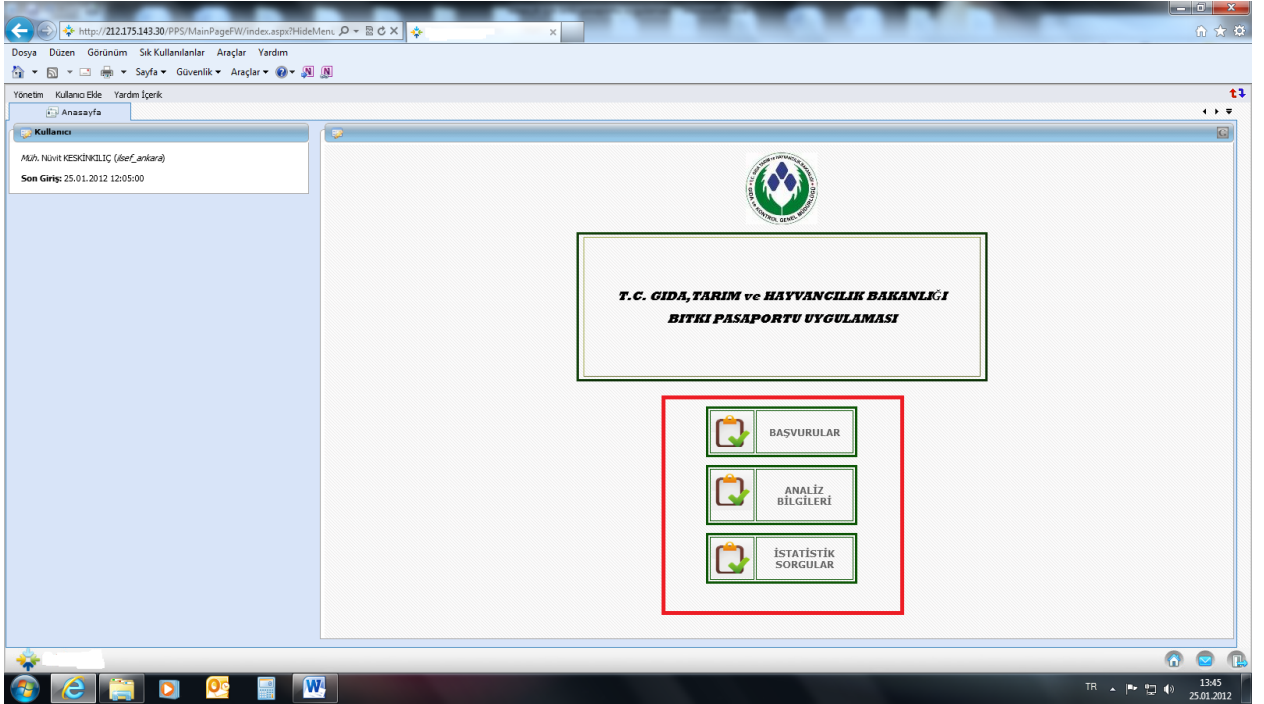 http://212.175.143.30/PPS/MainPageFW/index.aspx?HideMenu
Dosya Düzen Görünüm Sık Kullanılanlar Araçlar Yardım
Sayfa Güvenlik Araçlar
Yönetim Kullanıcı Ekle Yardım İçerik
Anasayfa
Kullanıcı
Müh. Nüvit KESKİNKILIÇ (ilsef_ankara)
Son Giriş: 25.01.2012 12:05:00
T.C. GIDA,TARIM ve HAYVANCILIK BAKANLIĞI
BITKI PASAPORTU UYGULAMASI
BAŞVURULAR
ANALİZ
BİLGİLERİ
İSTATİSTİK
SORGULAR
TR
13:45
25.01.2012